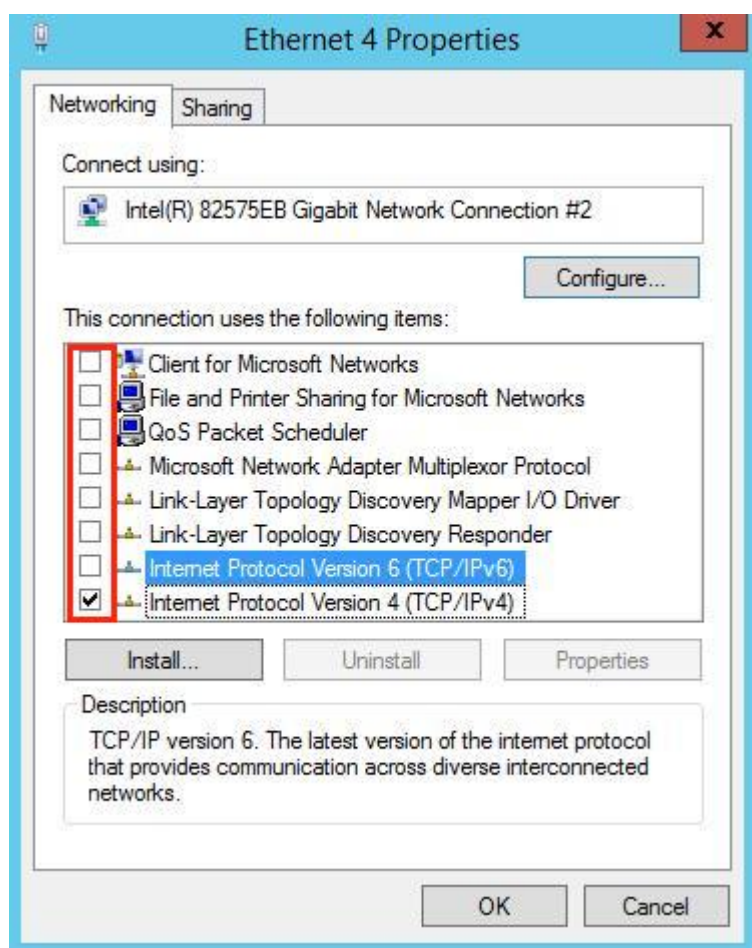 Ethernet 4 Properties
x
Networking
Sharing
Connect using:
Intel(R) 82575EB Gigabit Network Connection #2
Configure...
This connection uses the following items:
Client for Microsoft Networks
File and Printer Sharing for Microsoft Networks
QoS Packet Scheduler
Microsoft Network Adapter Multiplexor Protocol
Link-Layer Topology Discovery Mapper I/O Driver
Link-Layer Topology Discovery Responder
Internet Protocol Version 6 (TCP/IPv6)
Internet Protocol Version 4 (TCP/IPv4)
Install...
Uninstall
Properties
Description
TCP/IP version 6. The latest version of the internet protocol
that provides communication across diverse interconnected
networks.
OK
Cancel